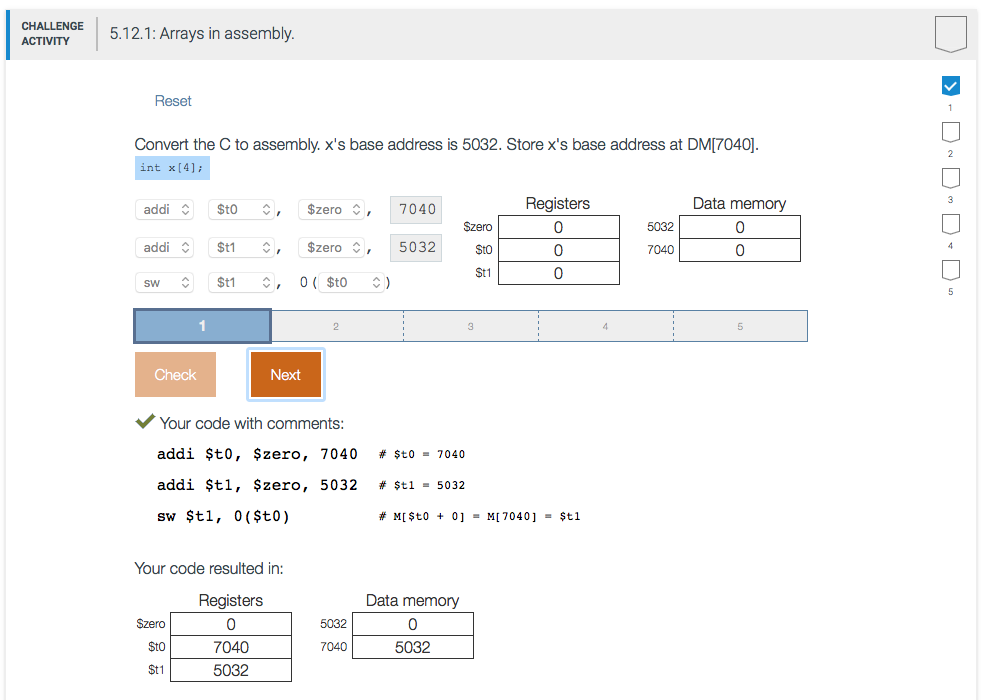 CHALLENGE
ACTIVITY
5.12.1: Arrays in assembly.
Reset
1
2
3
4
5
Convert the C to assembly. x's base address is 5032. Store x's base address at DM[7040].
int x[4];
addi $t0 , $zero , 7040
addi $t1 , $zero , 5032
sw $t1 , 0 ( $t0 )
Registers
$zero 0
$t0 0
$t1 0
Data memory
5032 0
7040 0
1 2 3 4 5
Check Next
Your code with comments:
addi $t0, $zero, 7040 # $t0 = 7040
addi $t1, $zero, 5032 # $t1 = 5032
sw $t1, 0($t0) # M[$t0 + 0] = M[7040] = $t1
Your code resulted in:
Registers
$zero 0
$t0 7040
$t1 5032
Data memory
5032 0
7040 5032